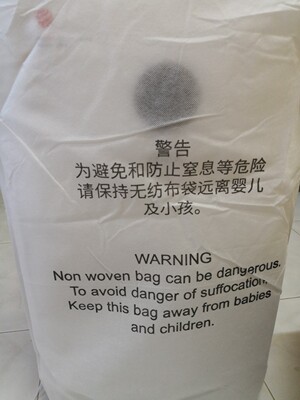 警告
为避免和防止窒息等危险
请保持无纺布袋远离婴儿
及小孩。
WARNING
Non woven bag can be dangerous.
To avoid danger of suffocation,
Keep this bag away from babies
and children.